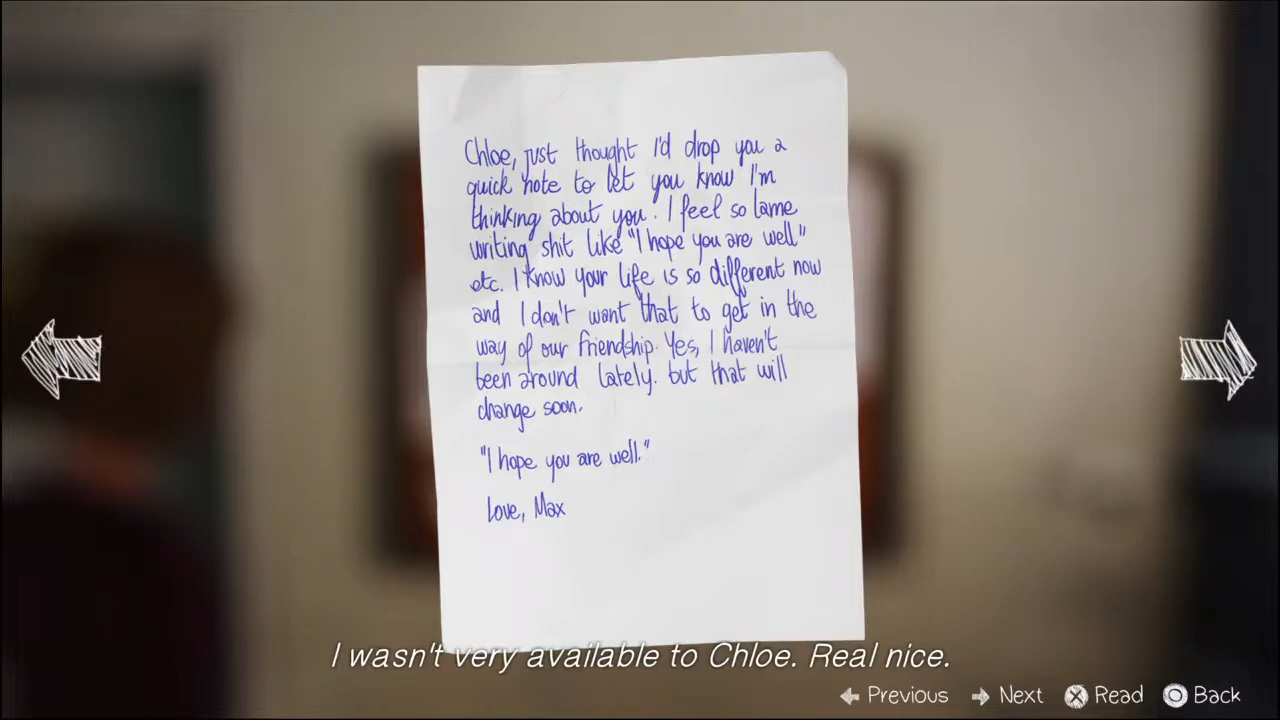 Chloe, just thought I'd drop you a
quick note to let you know I'm
thinking about you. I feel so lame
writing shit like "I hope you are well"
etc. I know your life is so different now
and I don't want that to get in the
way of our friendship. Yes, I haven't
been around lately. but that will
change soon.
"I hope you are well."
Love, Max
I wasn't very available to Chloe. Real nice.
Previous Next Read Back